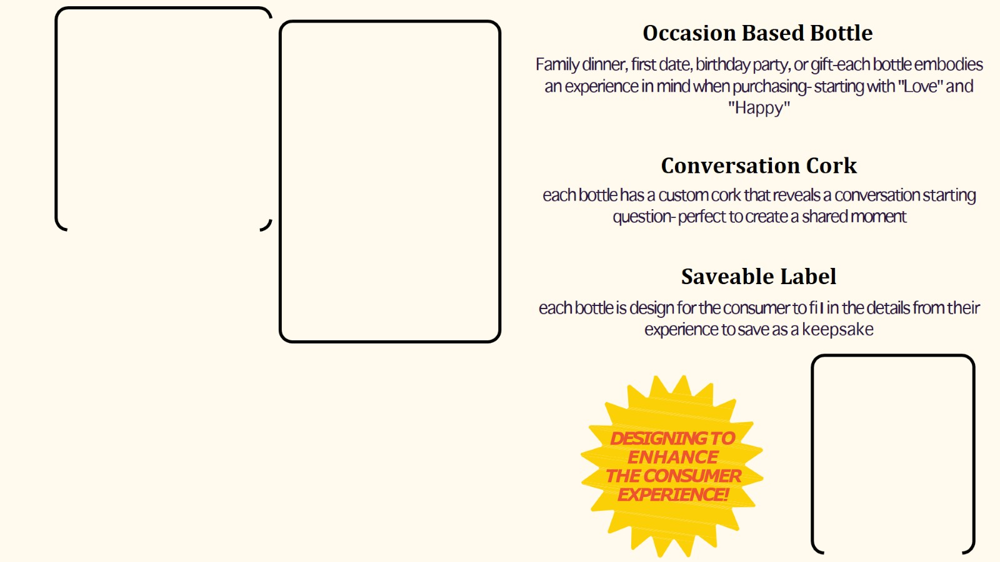 Occasion Based Bottle
Family dinner, first date, birthday party, or gift-each bottle embodies
an experience in mind when purchasing- starting with "Love" and
"Happy"
Conversation Cork
each bottle has a custom cork that reveals a conversation starting
question- perfect to create a shared moment
Saveable Label
each bottle is design for the consumer to fi l in the details from their
experience to save as a keepsake
DESIGNING TO
ENHANCE
THE CONSUMER
EXPERIENCE!